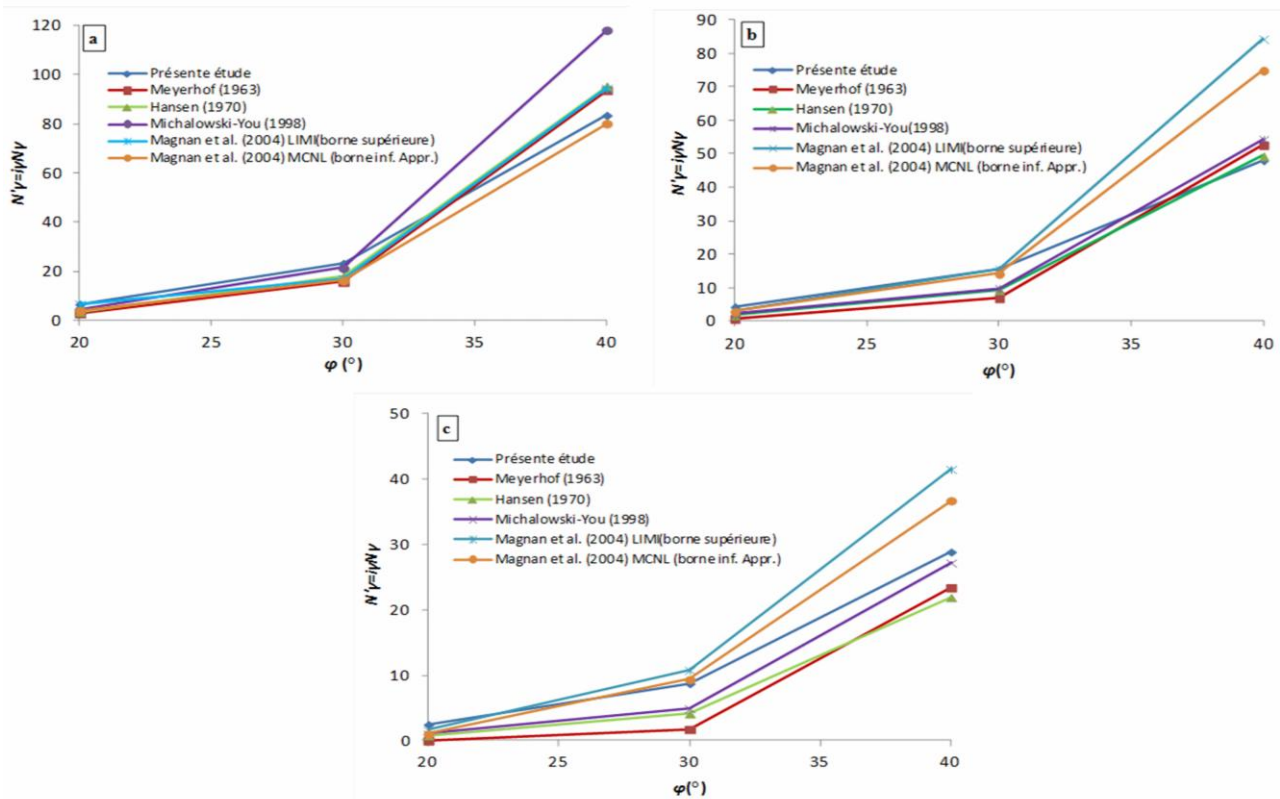 a
120
100
80
60
40
20
0
N'γ=iγNγ
Présente étude
Meyerhof (1963)
Hansen (1970)
Michalowski-You (1998)
Magnan et al. (2004) LIMI(borne supérieure)
Magnan et al. (2004) MCNL (borne inf. Appr.)
20 25 30 35 40
φ (°)
b
90
80
70
60
50
40
30
20
10
0
N'γ=iγNγ
Présente étude
Meyerhof (1963)
Hansen (1970)
Michalowski-You(1998)
Magnan et al. (2004) LIMI(borne supérieure)
Magnan et al. (2004) MCNL (borne inf. Appr.)
20 25 30 35 40
φ(°)
c
50
40
30
20
10
0
N'γ=iγNγ
Présente étude
Meyerhof (1963)
Hansen (1970)
Michalowski-You (1998)
Magnan et al. (2004) LIMI(borne supérieure)
Magnan et al. (2004) MCNL (borne inf. Appr.)
20 25 30 35 40
φ(°)